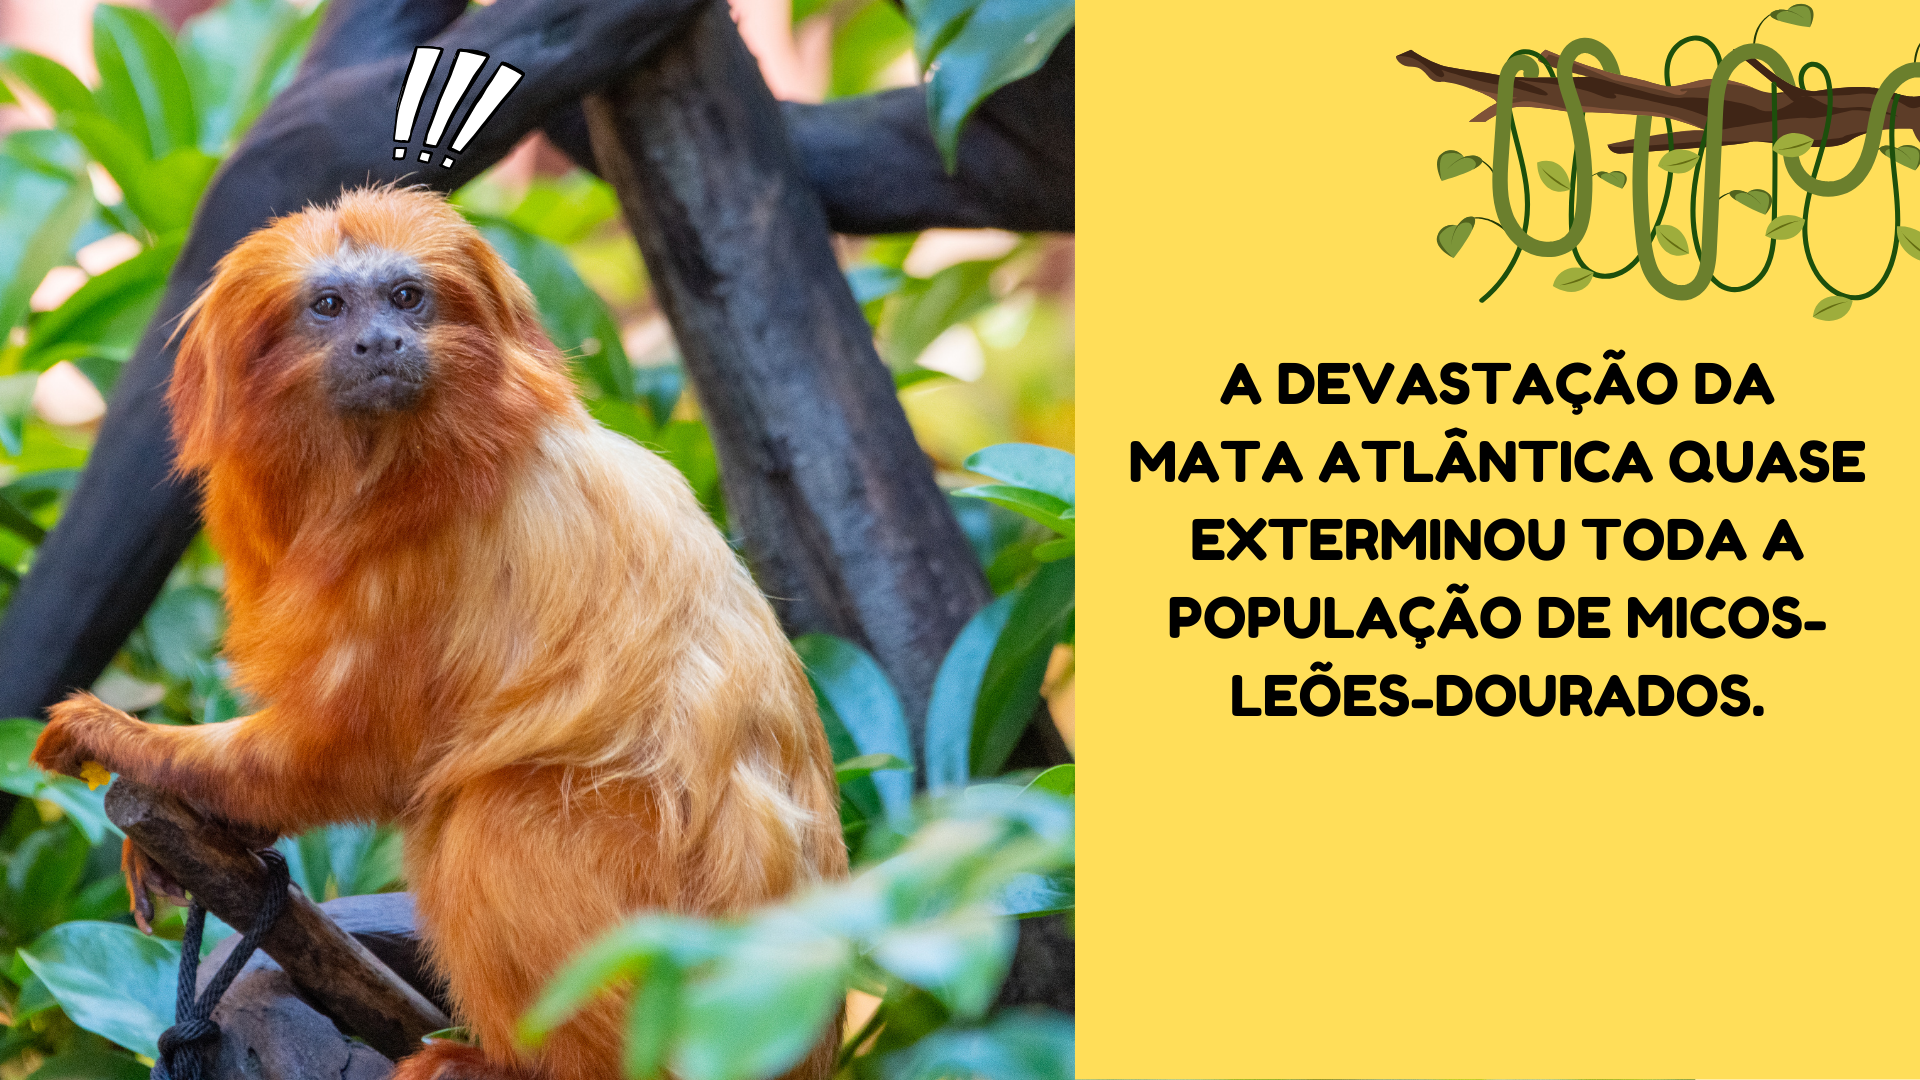 !!!
A DEVASTAÇÃO DA
MATA ATLÂNTICA QUASE
EXTERMINOU TODA A
POPULAÇÃO DE MICOS-
LEÕES-DOURADOS.